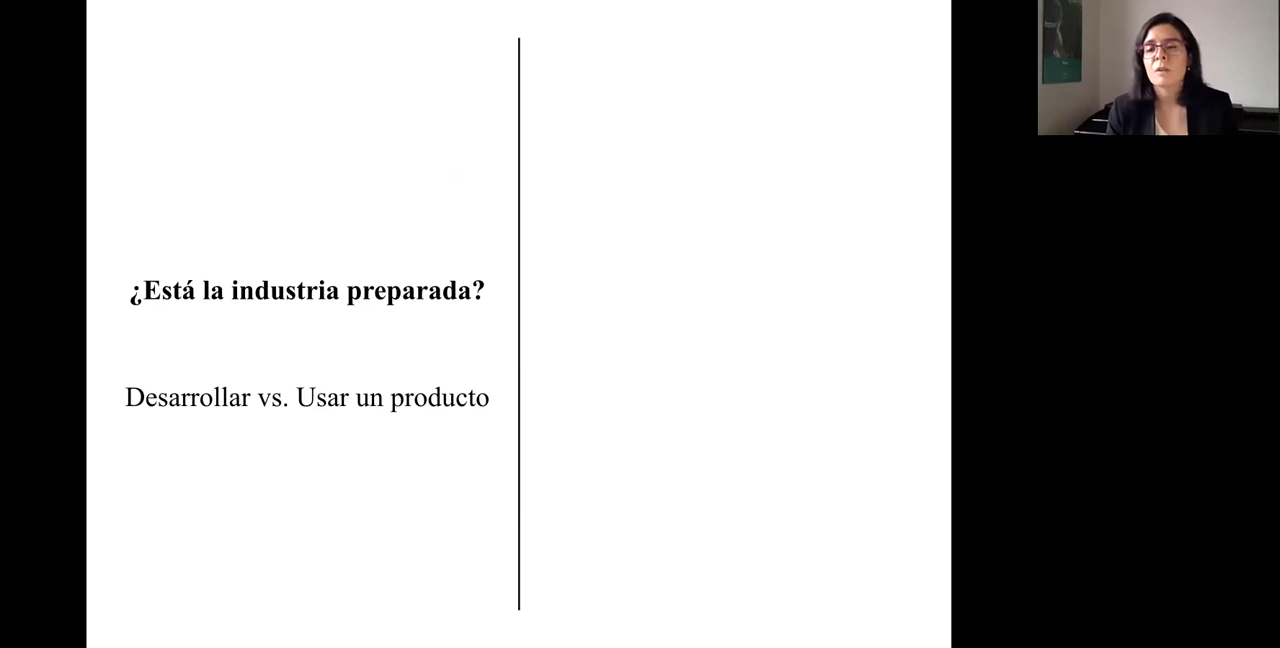 ¿Está la industria preparada?
Desarrollar vs. Usar un producto